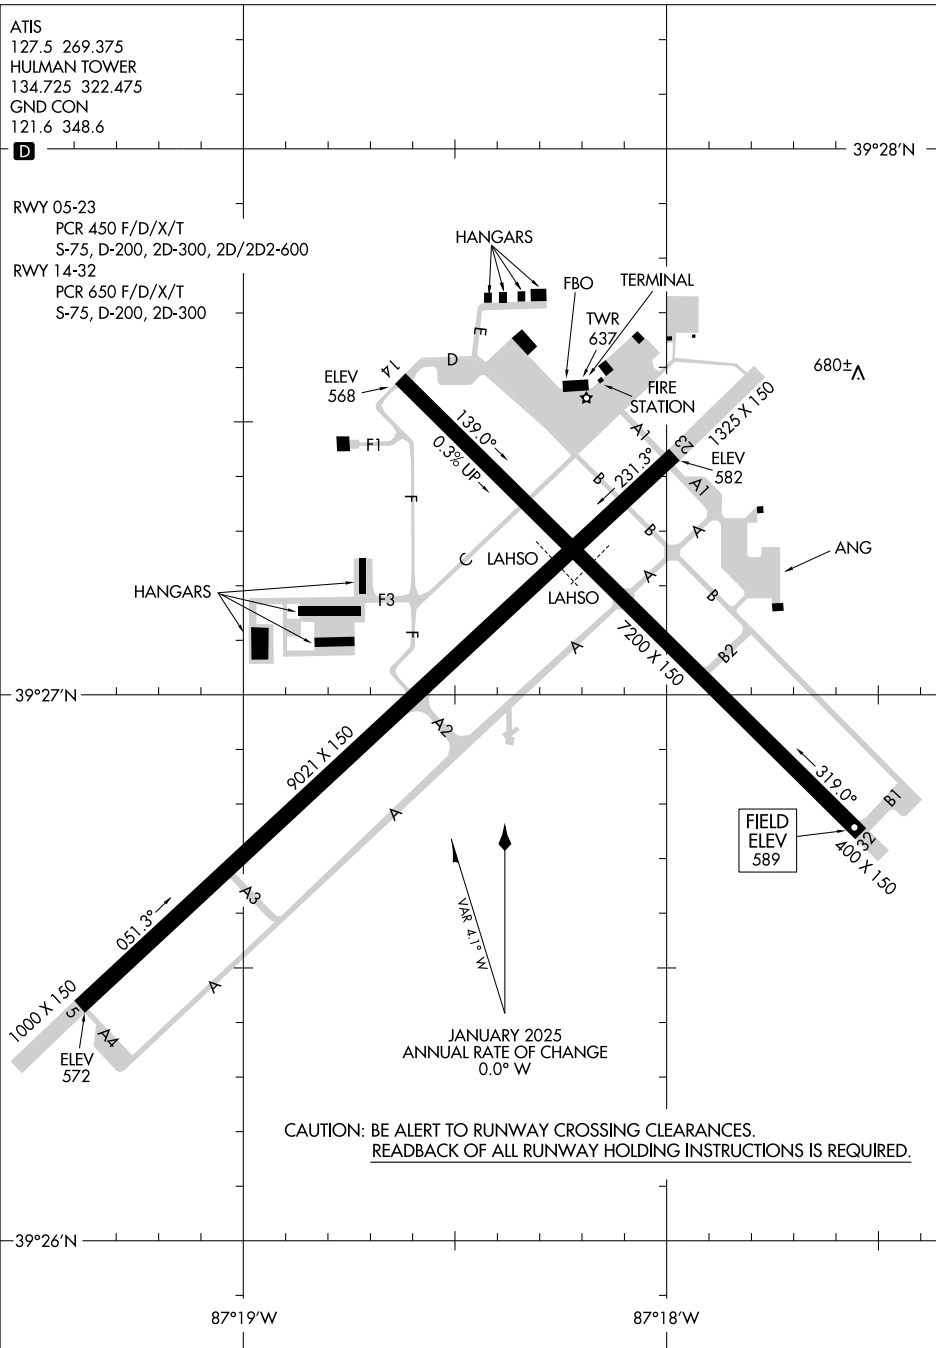 ATIS
127.5 269.375
HULMAN TOWER
134.725 322.475
GND CON
121.6 348.6
D
39°28'N
RWY 05-23
PCR 450 F/D/X/T
S-75, D-200, 2D-300, 2D/2D2-600
RWY 14-32
PCR 650 F/D/X/T
S-75, D-200, 2D-300
HANGARS
FBO
TERMINAL
TWR
637
E
D
14
ELEV
568
680±
FIRE
STATION
1325 X 150
A1
23
139.0°
0.3% UP
F1
231.3°
ELEV
582
B
A1
F
B
A
C
LAHSO
ANG
A
LAHSO
HANGARS
F3
B
F
7200 X 150
A
B2
39°27'N
A2
9021 X 150
319.0°
B1
A
FIELD
ELEV
589
32
400 X 150
A3
VAR 4.1° W
051.3°
A
1000 X 150
5
A4
ELEV
572
JANUARY 2025
ANNUAL RATE OF CHANGE
0.0° W
CAUTION: BE ALERT TO RUNWAY CROSSING CLEARANCES.
READBACK OF ALL RUNWAY HOLDING INSTRUCTIONS IS REQUIRED.
39°26'N
87°19'W
87°18'W